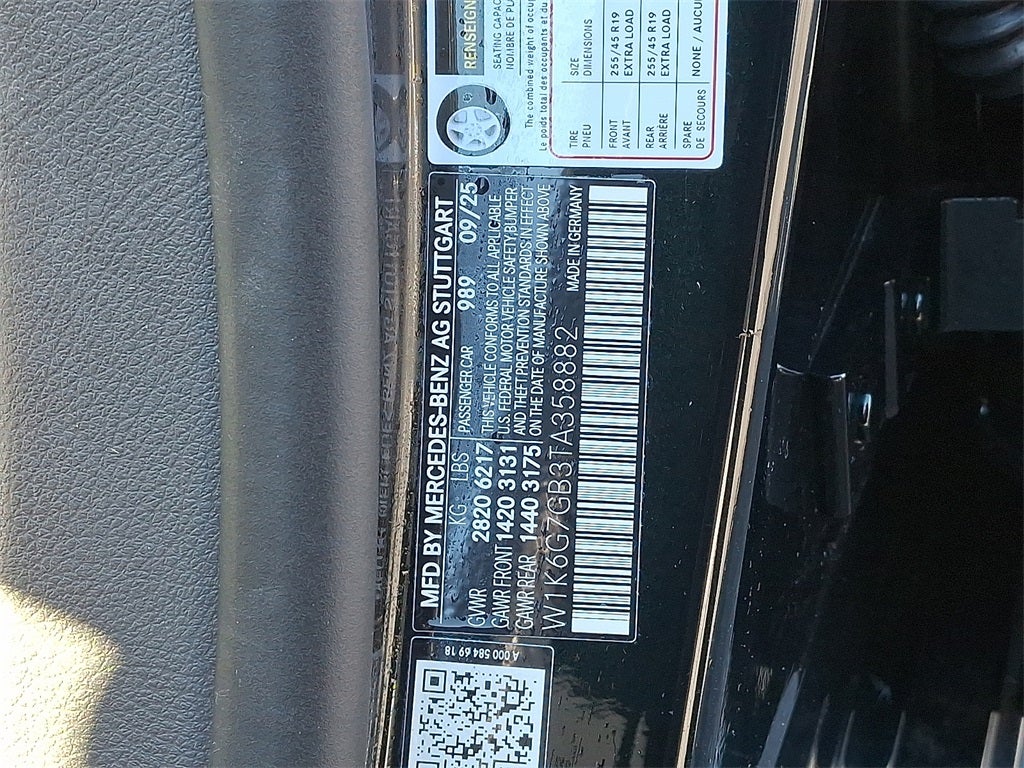 MFD BY MERCEDES-BENZ AG STUTTGART
KG LBS PASSENGER CAR 989 09/25
GVWR 2820 6217
GAWR FRONT 1420 3131
GAWR REAR 1440 3175
THIS VEHICLE CONFORMS TO ALL APPLICABLE
U.S. FEDERAL MOTOR VEHICLE SAFETY, BUMPER
AND THEFT PREVENTION STANDARDS IN EFFECT
ON THE DATE OF MANUFACTURE SHOWN ABOVE
W1K6G7GB3TA358882 MADE IN GERMANY
RENSEIGN
SEATING CAPAC
NOMBRE DE PL
The combined weight of occup
Le poids total des occupants et du
TIRE SIZE
PNEU DIMENSIONS
FRONT 255/45 R19
AVANT EXTRA LOAD
REAR 255/45 R19
ARRIÈRE EXTRA LOAD
SPARE NONE / AUCU
DE SECOURS
A 000 584 69 18